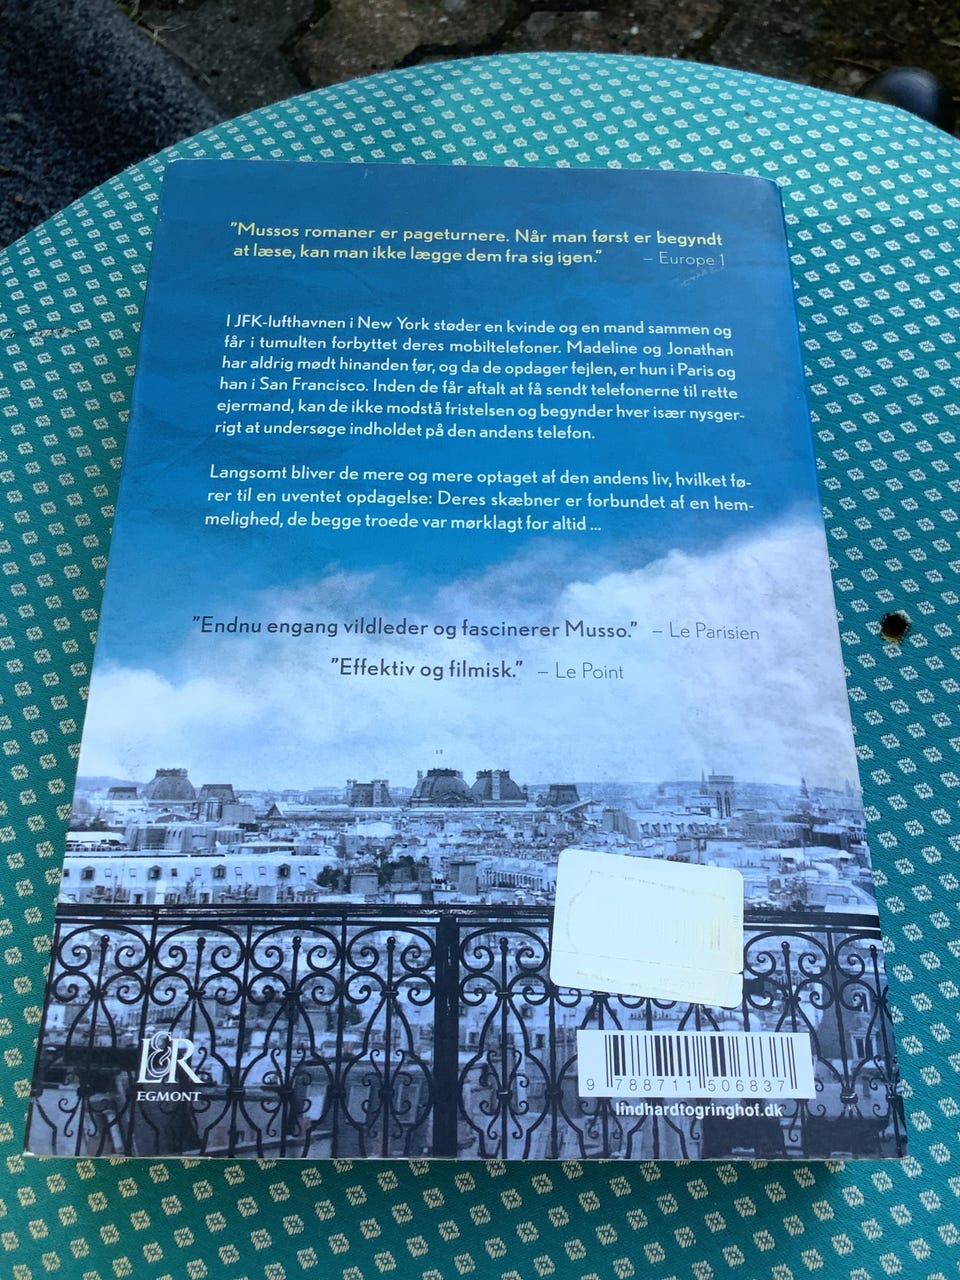 "Mussos romaner er pageturnere. Når man først er begyndt
at læse, kan man ikke lægge dem fra sig igen." – Europe 1
I JFK-lufthavnen i New York støder en kvinde og en mand sammen og
får i tumulten forbyttet deres mobiltelefoner. Madeline og Jonathan
har aldrig mødt hinanden før, og da de opdager fejlen, er hun i Paris og
han i San Francisco. Inden de får aftalt at få sendt telefonerne til rette
ejermand, kan de ikke modstå fristelsen og begynder hver især nysger-
rigt at undersøge indholdet på den andens telefon.
Langsomt bliver de mere og mere optaget af den andens liv, hvilket fø-
rer til en uventet opdagelse: Deres skæbner er forbundet af en hem-
melighed, de begge troede var mørklagt for altid ...
"Endnu engang vildleder og fascinerer Musso." – Le Parisien
"Effektiv og filmisk." – Le Point
L&R
EGMONT
9 788711 506837
lindhardtogringhof.dk